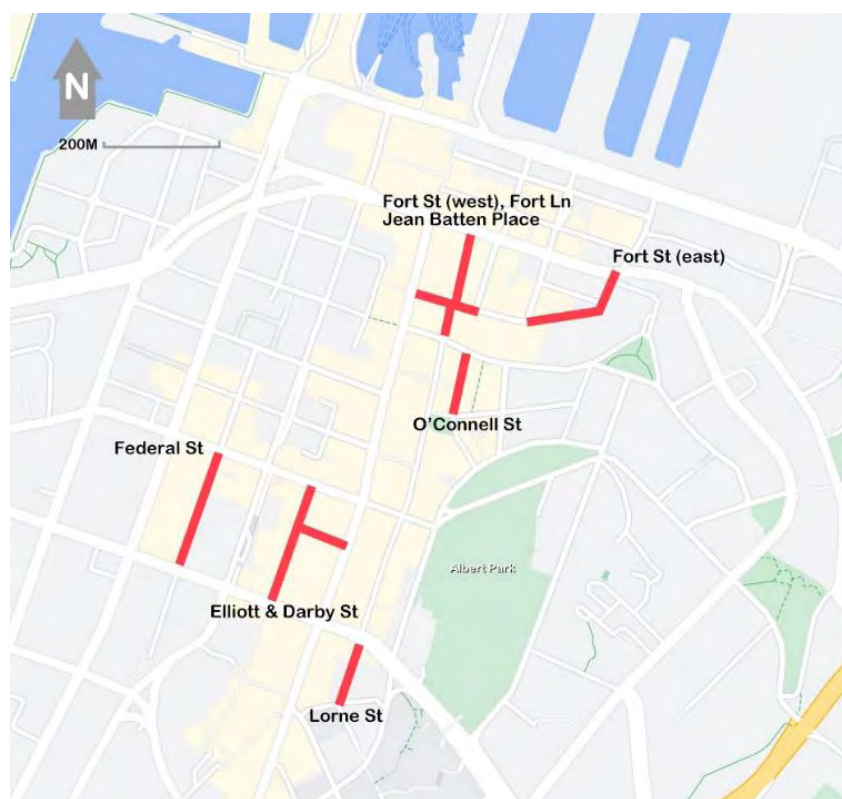 N
200M
Fort St (west), Fort Ln
Jean Batten Place
Fort St (east)
O'Connell St
Federal St
Albert Park
Elliott & Darby St
Lorne St